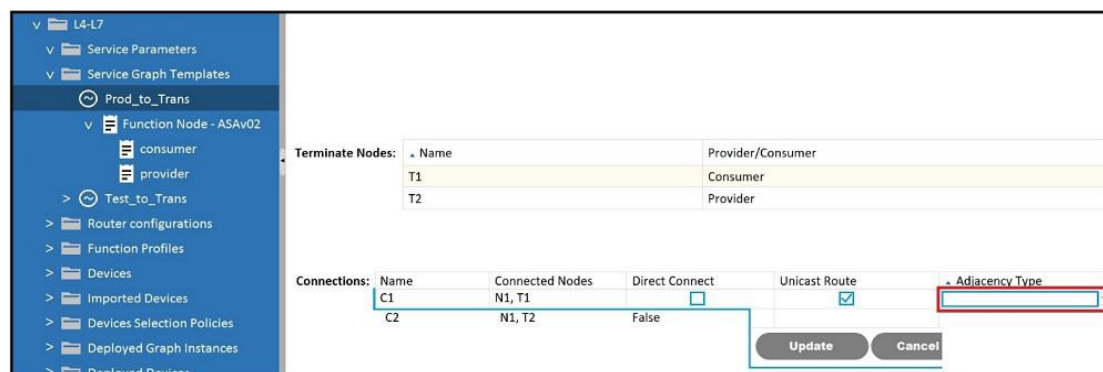 L4-L7
Service Parameters
Service Graph Templates
Prod_to_Trans
Function Node - ASAv02
consumer
provider
Test_to_Trans
Router configurations
Function Profiles
Devices
Imported Devices
Devices Selection Policies
Deployed Graph Instances
Deployed Devices
Terminate Nodes: Name Provider/Consumer
T1 Consumer
T2 Provider
Connections: Name Connected Nodes Direct Connect Unicast Route Adjacency Type
C1 N1, T1
C2 N1, T2 False
Update Cancel